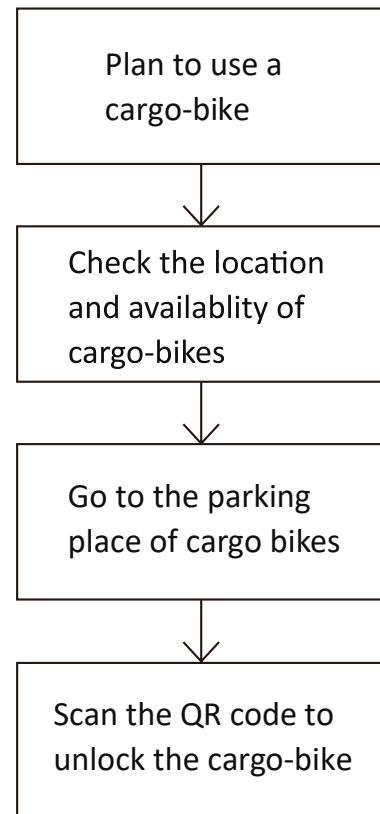 Plan to use a
cargo-bike
Check the location
and availablity of
cargo-bikes
Go to the parking
place of cargo bikes
Scan the QR code to
unlock the cargo-bike